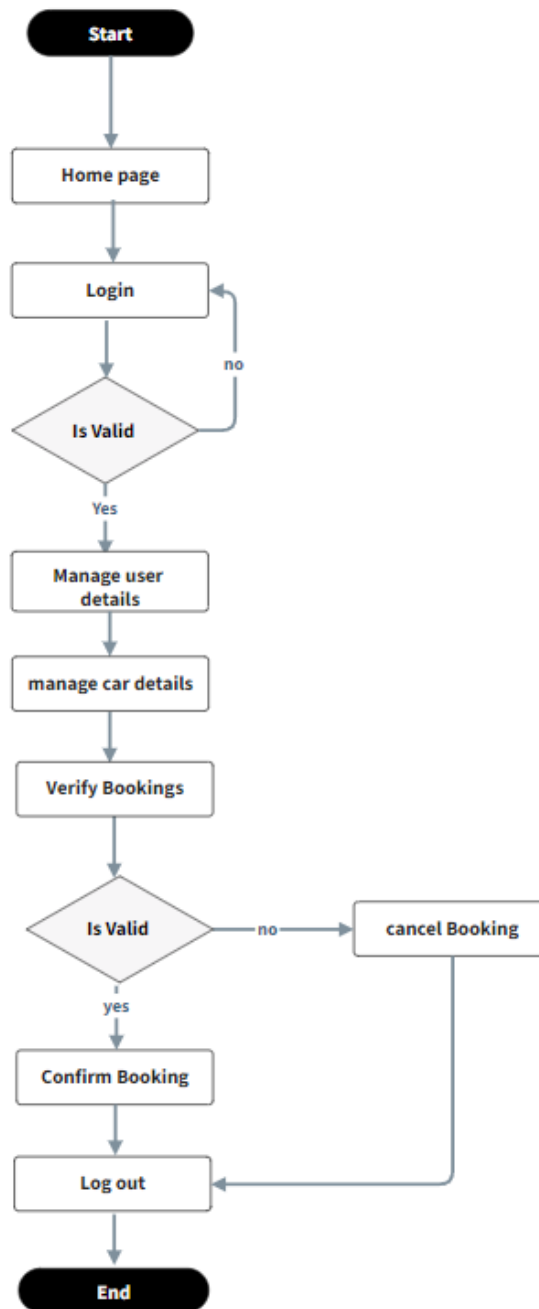 Start
Home page
Login
no
Is Valid
Yes
Manage user
details
manage car details
Verify Bookings
Is Valid
no
cancel Booking
yes
Confirm Booking
Log out
End